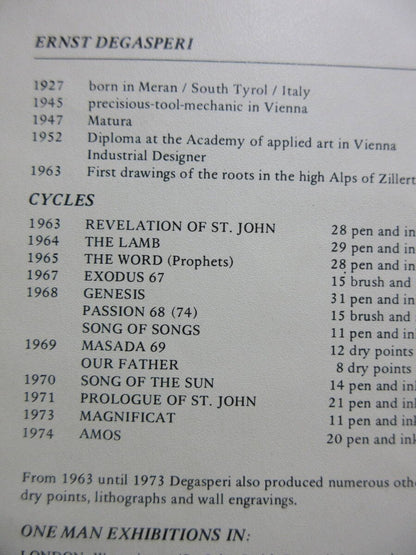 ERNST DEGASPERI
1927 born in Meran / South Tyrol / Italy
1945 precisious-tool-mechanic in Vienna
1947 Matura
1952 Diploma at the Academy of applied art in Vienna
Industrial Designer
1963 First drawings of the roots in the high Alps of Zillert
CYCLES
1963 REVELATION OF ST. JOHN 28 pen and in
1964 THE LAMB 29 pen and in
1965 THE WORD (Prophets) 28 pen and in
1967 EXODUS 67 15 brush and
1968 GENESIS 31 pen and in
PASSION 68 (74) 15 brush and in
SONG OF SONGS 11 pen and in
1969 MASADA 69 12 dry points
OUR FATHER 8 dry points
1970 SONG OF THE SUN 14 pen and ink
1971 PROLOGUE OF ST. JOHN 21 pen and ink
1973 MAGNIFICAT 11 pen and ink
1974 AMOS 20 pen and ink
From 1963 until 1973 Degasperi also produced numerous othe
dry points, lithographs and wall engravings.
ONE MAN EXHIBITIONS IN: